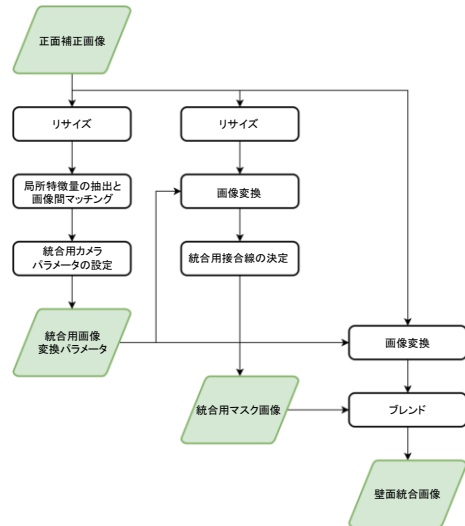 正面補正画像
リサイズ
リサイズ
局所特徴量の抽出と
画像間マッチング
画像変換
統合用カメラ
パラメータの設定
統合用接合線の決定
統合用画像
変換パラメータ
画像変換
統合用マスク画像
ブレンド
壁面統合画像